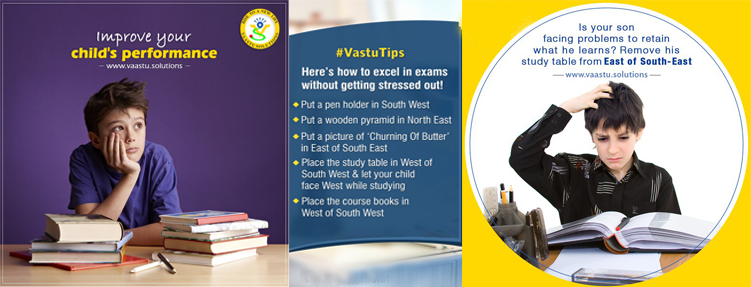 Improve your
child's performance
www.vaastu.solutions
#VastuTips
Here's how to excel in exams
without getting stressed out!
Put a pen holder in South West
Put a wooden pyramid in North East
Put a picture of ‘Churning Of Butter’
in East of South East
Place the study table in West of
South West & let your child
face West while studying
Place the course books in
West of South West
Is your son
facing problems to retain
what he learns? Remove his
study table from East of South-East
www.vaastu.solutions